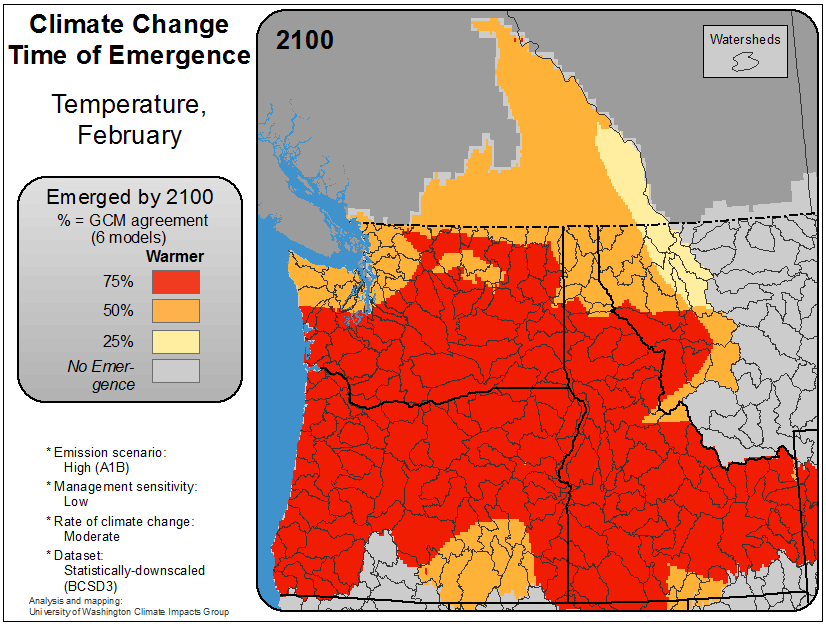 Climate Change
Time of Emergence
Temperature,
February
Emerged by 2100
% = GCM agreement
(6 models)
Warmer
75%
50%
25%
No Emer-
gence
* Emission scenario:
High (A1B)
* Management sensitivity:
Low
* Rate of climate change:
Moderate
* Dataset:
Statistically-downscaled
(BCSD3)
Analysis and mapping:
University of Washington Climate Impacts Group
2100
Watersheds